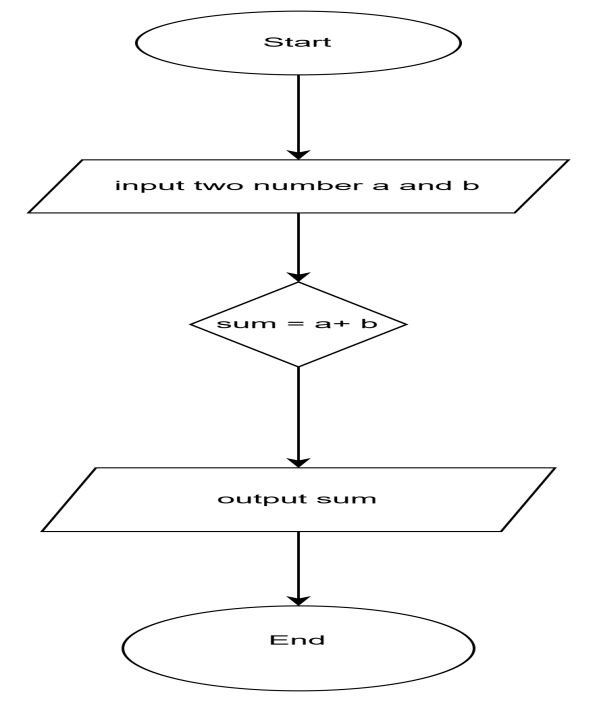 Start
input two number a and b
sum = a+ b
output sum
End